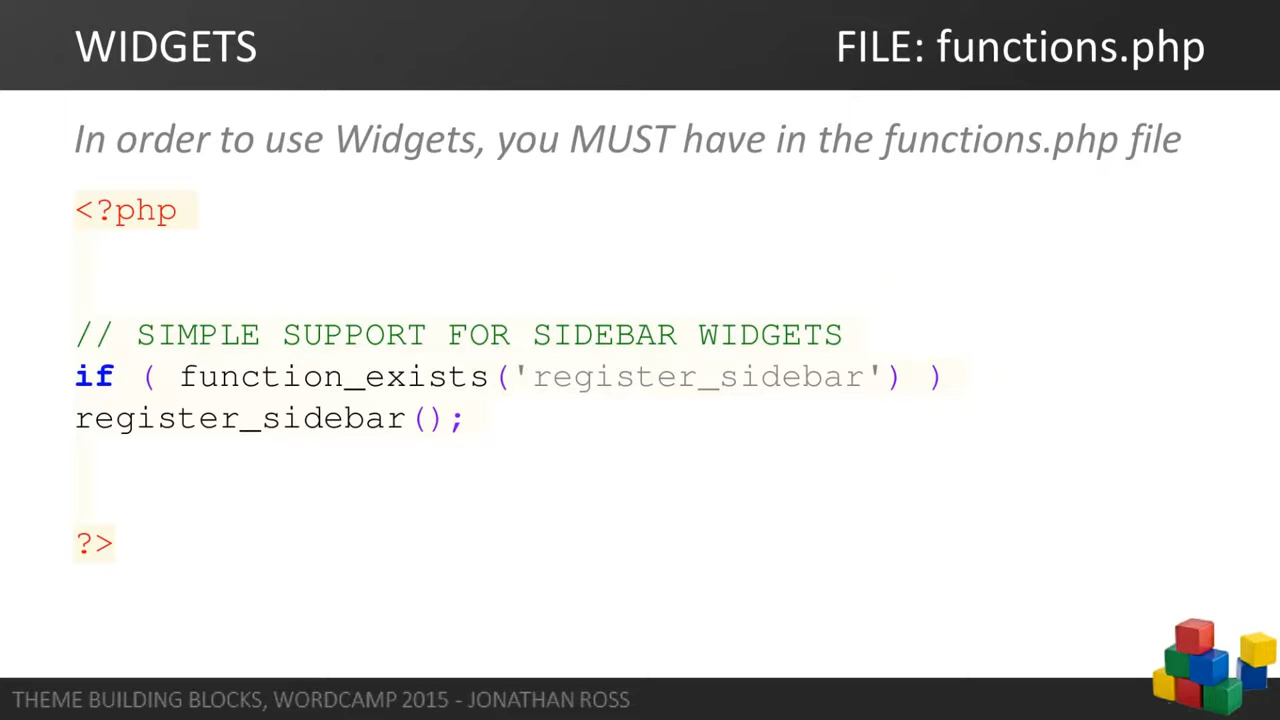 WIDGETS
FILE: functions.php
In order to use Widgets, you MUST have in the functions.php file
<?php
// SIMPLE SUPPORT FOR SIDEBAR WIDGETS
if ( function_exists('register_sidebar') )
register_sidebar();
?>
THEME BUILDING BLOCKS, WORDCAMP 2015 - JONATHAN ROSS